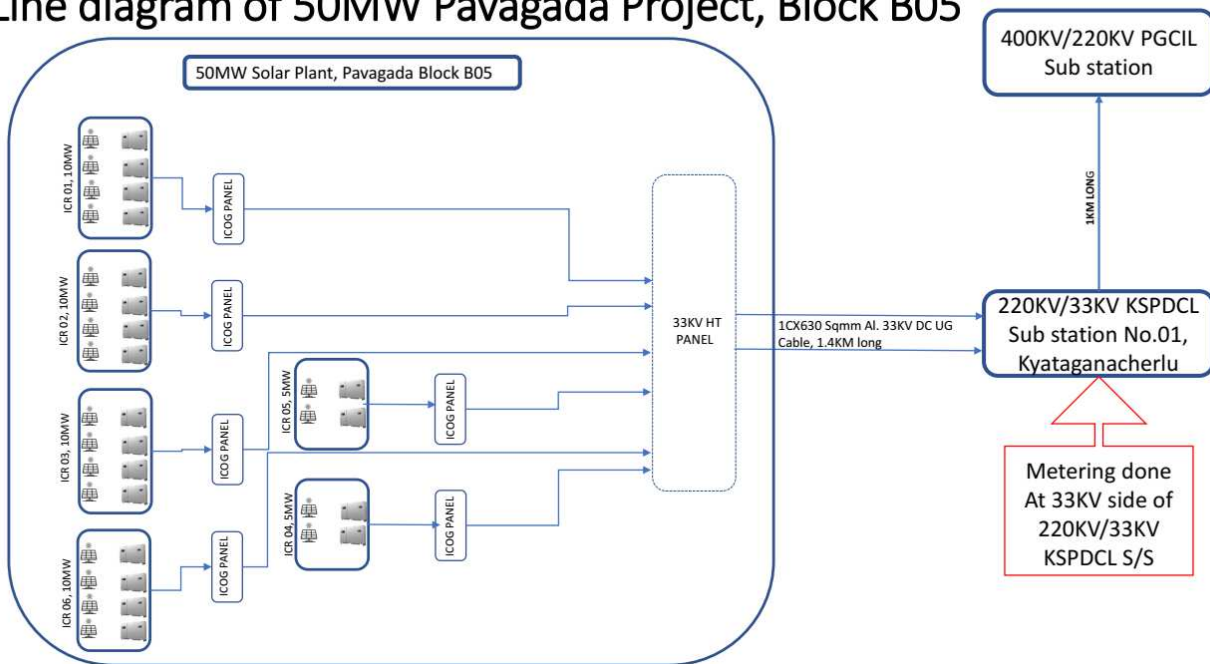 Line diagram of 50MW Pavagada Project, Block B05
50MW Solar Plant, Pavagada Block B05
400KV/220KV PGCIL
Sub station
1KM LONG
ICR 01, 10MW
ICOG PANEL
ICR 02, 10MW
ICOG PANEL
ICR 03, 10MW
ICOG PANEL
ICR 05, 5MW
ICOG PANEL
ICR 04, 5MW
ICOG PANEL
ICR 06, 10MW
ICOG PANEL
33KV HT
PANEL
1CX630 Sqmm Al. 33KV DC UG
Cable, 1.4KM long
220KV/33KV KSPDCL
Sub station No.01,
Kyataganacherlu
Metering done
At 33KV side of
220KV/33KV
KSPDCL S/S